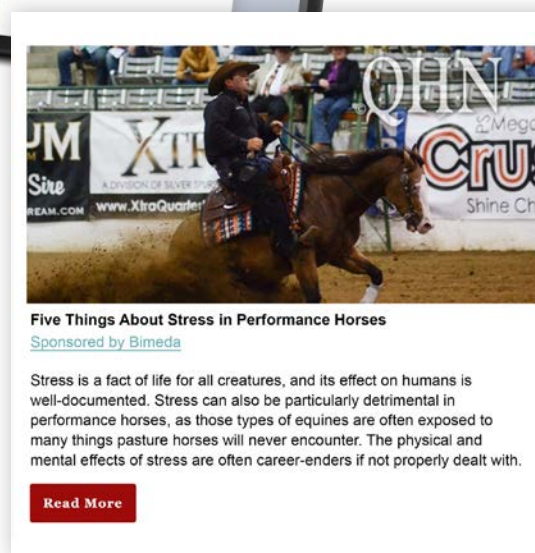 ©QHN
UM
Sire
REAM.COM
XTR
A DIVISION OF SILVER SPURS
www.XtraQuarter
Mega
Crus
Shine Ch
Five Things About Stress in Performance Horses
Sponsored by Bimeda
Stress is a fact of life for all creatures, and its effect on humans is
well-documented. Stress can also be particularly detrimental in
performance horses, as those types of equines are often exposed to
many things pasture horses will never encounter. The physical and
mental effects of stress are often career-enders if not properly dealt with.
Read More